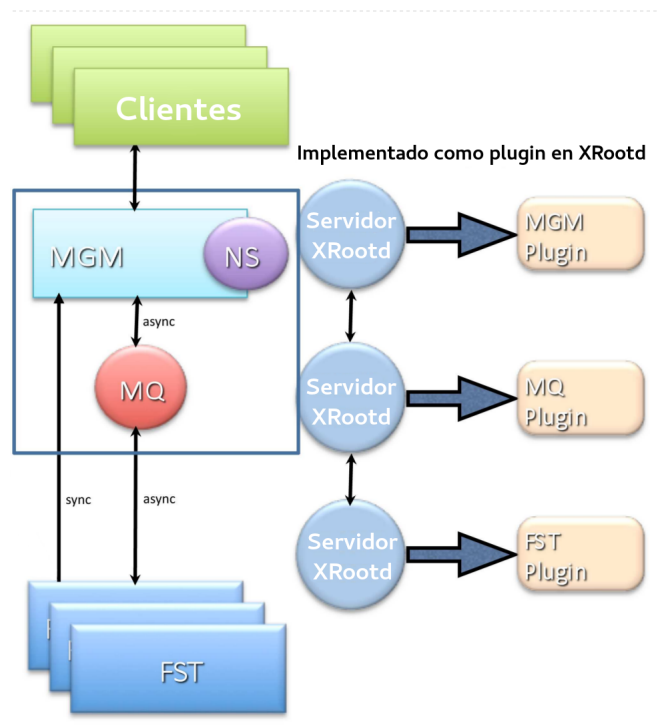 Clientes
Implementado como plugin en XRootd
MGM
NS
async
MQ
sync
async
F
F
FST
Servidor
XRootd
MGM
Plugin
Servidor
XRootd
MQ
Plugin
Servidor
XRootd
FST
Plugin